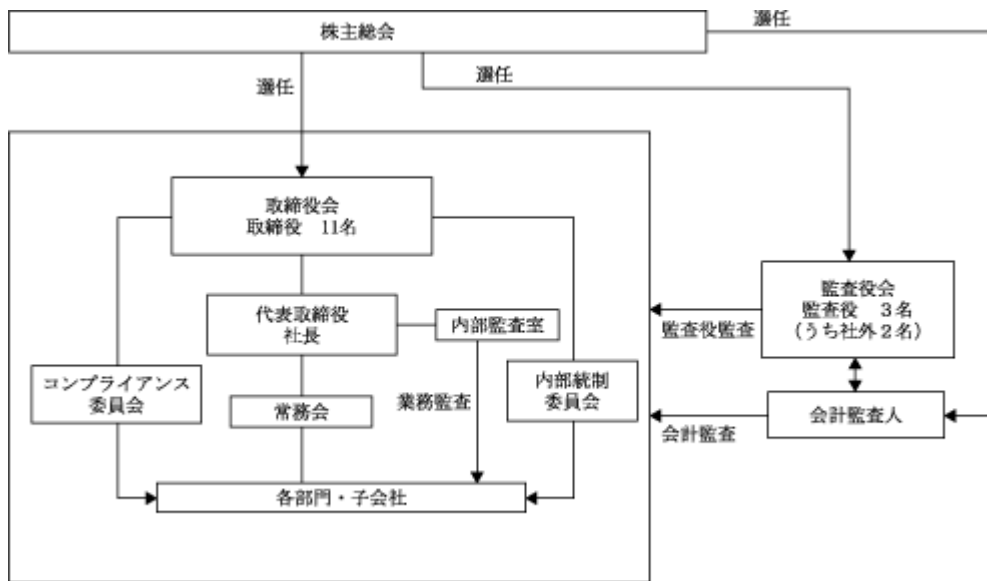 選任
株主総会
選任
選任
取締役会
取締役　11名
監査役会
監査役　3名
(うち社外2名)
代表取締役
社長
内部監査室
監査役監査
コンプライアンス
委員会
内部統制
委員会
常務会
業務監査
会計監査人
会計監査
各部門・子会社